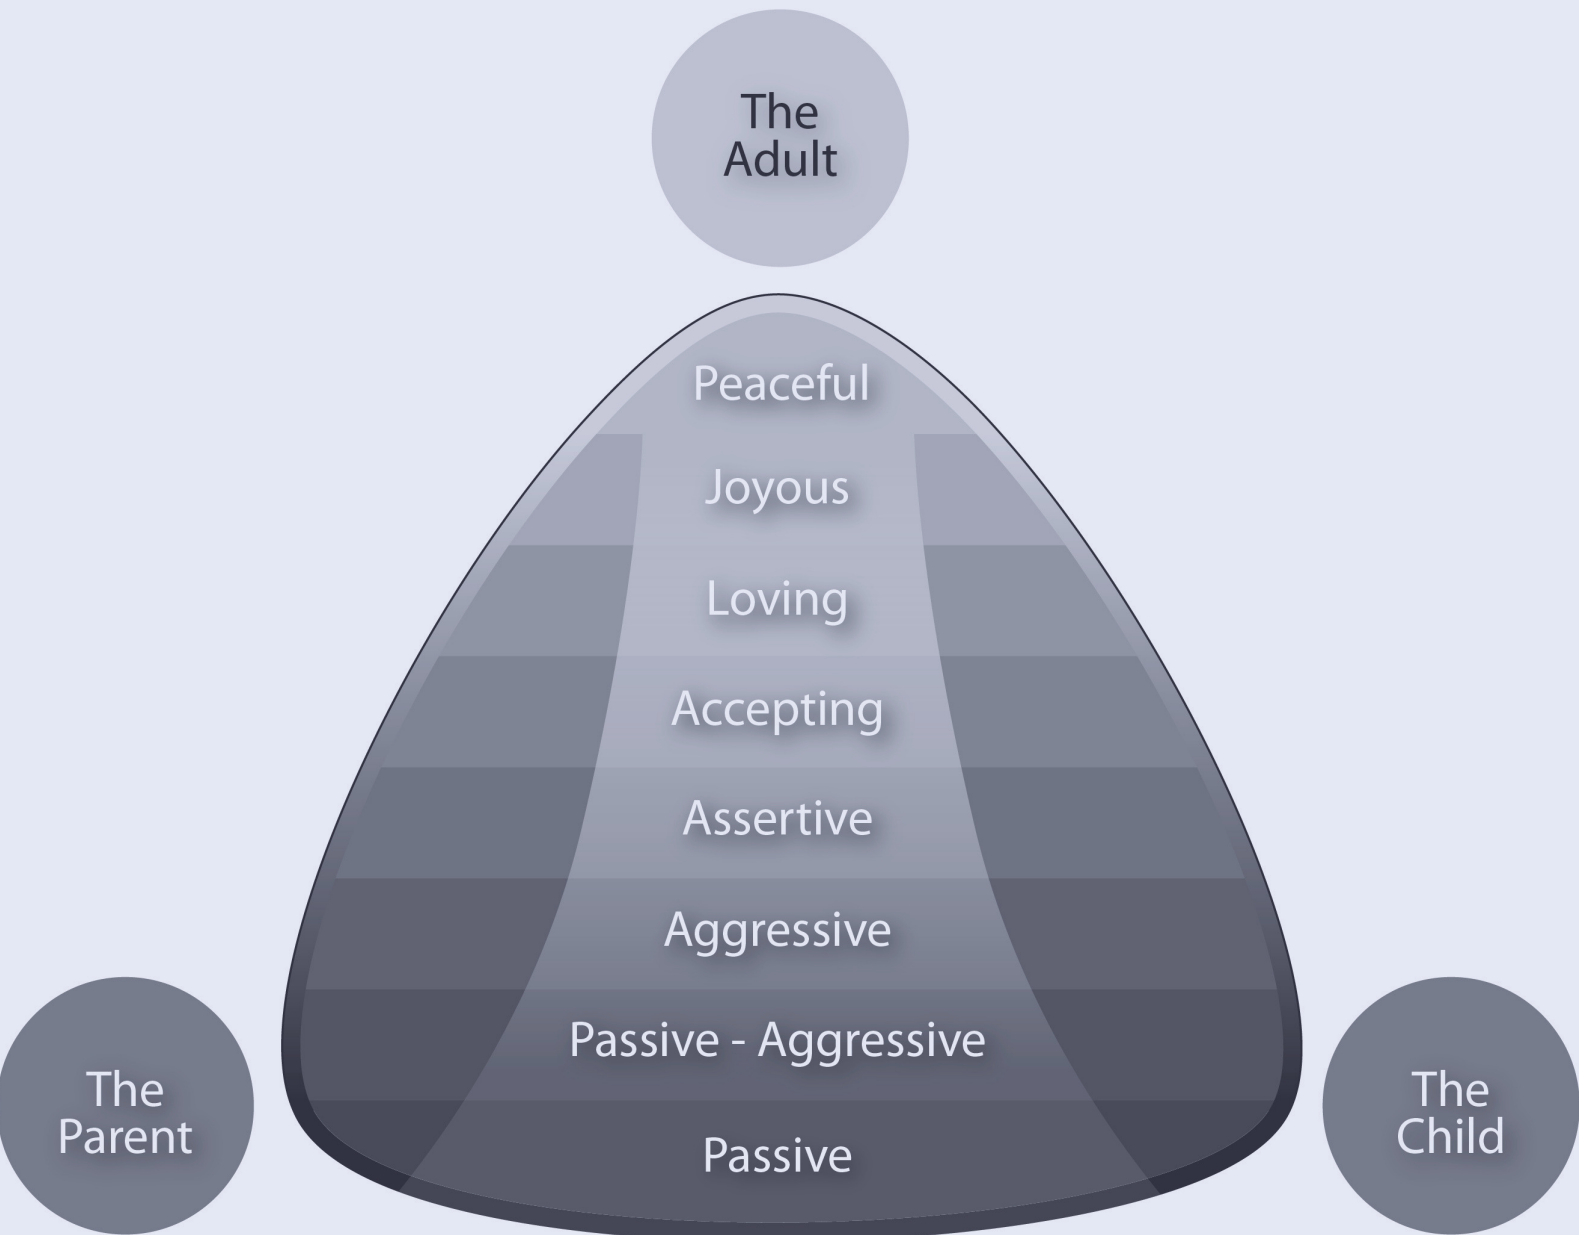 The
Adult
Peaceful
Joyous
Loving
Accepting
Assertive
Aggressive
Passive - Aggressive
The
Parent
The
Child
Passive